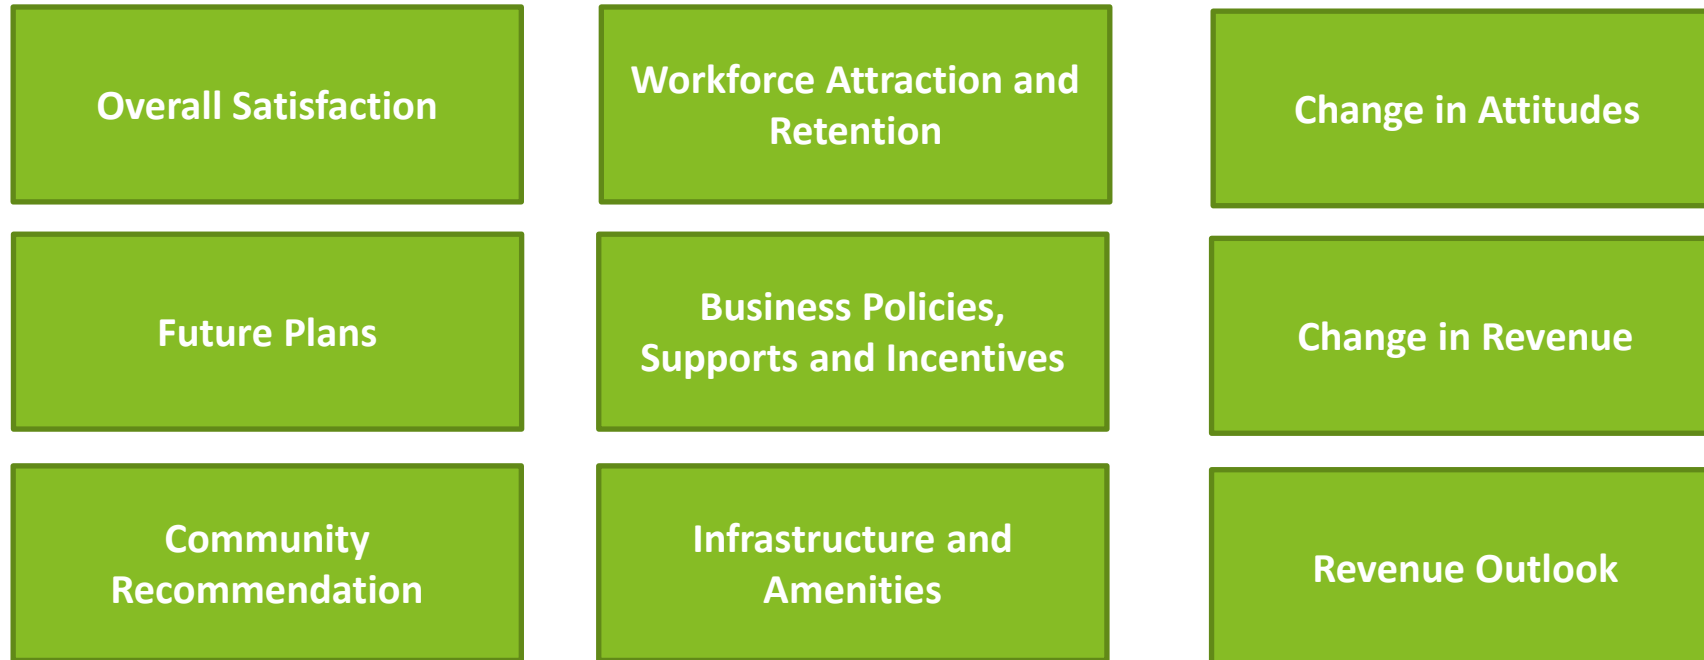 Overall Satisfaction
Workforce Attraction and
Retention
Change in Attitudes
Future Plans
Business Policies,
Supports and Incentives
Change in Revenue
Community
Recommendation
Infrastructure and
Amenities
Revenue Outlook